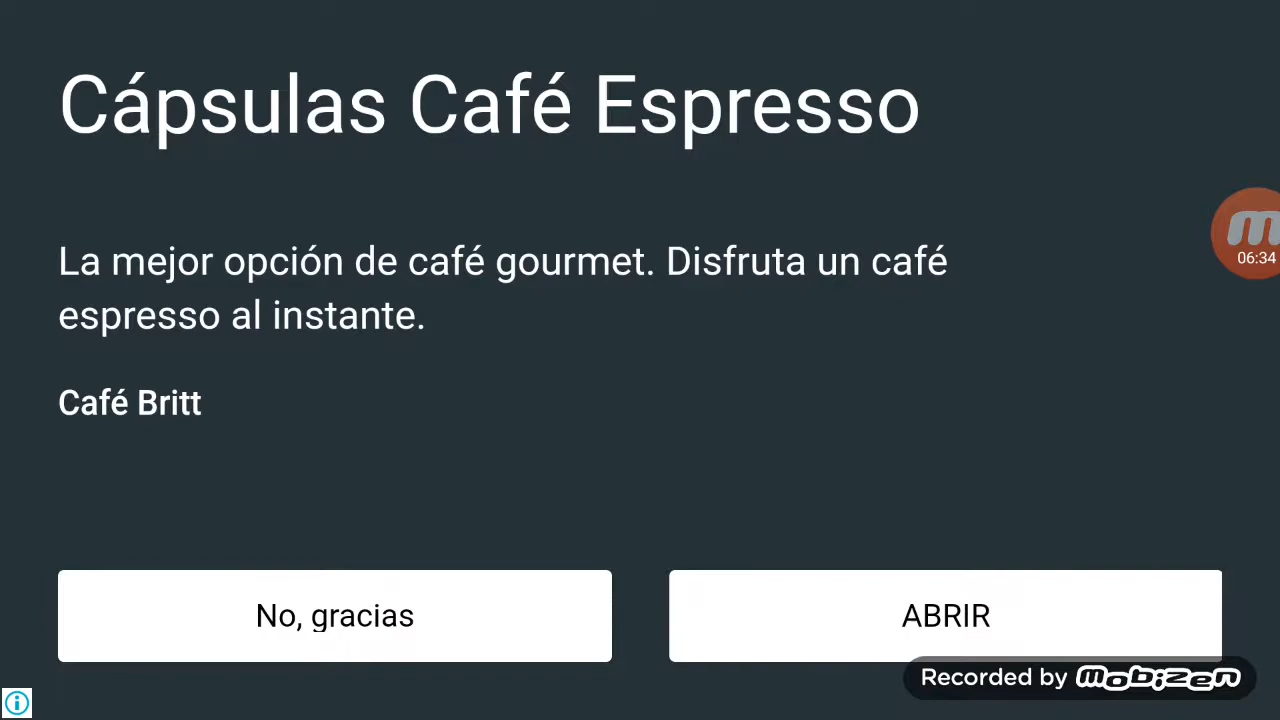 Cápsulas Café Espresso
La mejor opción de café gourmet. Disfruta un café
espresso al instante.
Café Britt
06:34
No, gracias
ABRIR
Recorded by mobizen